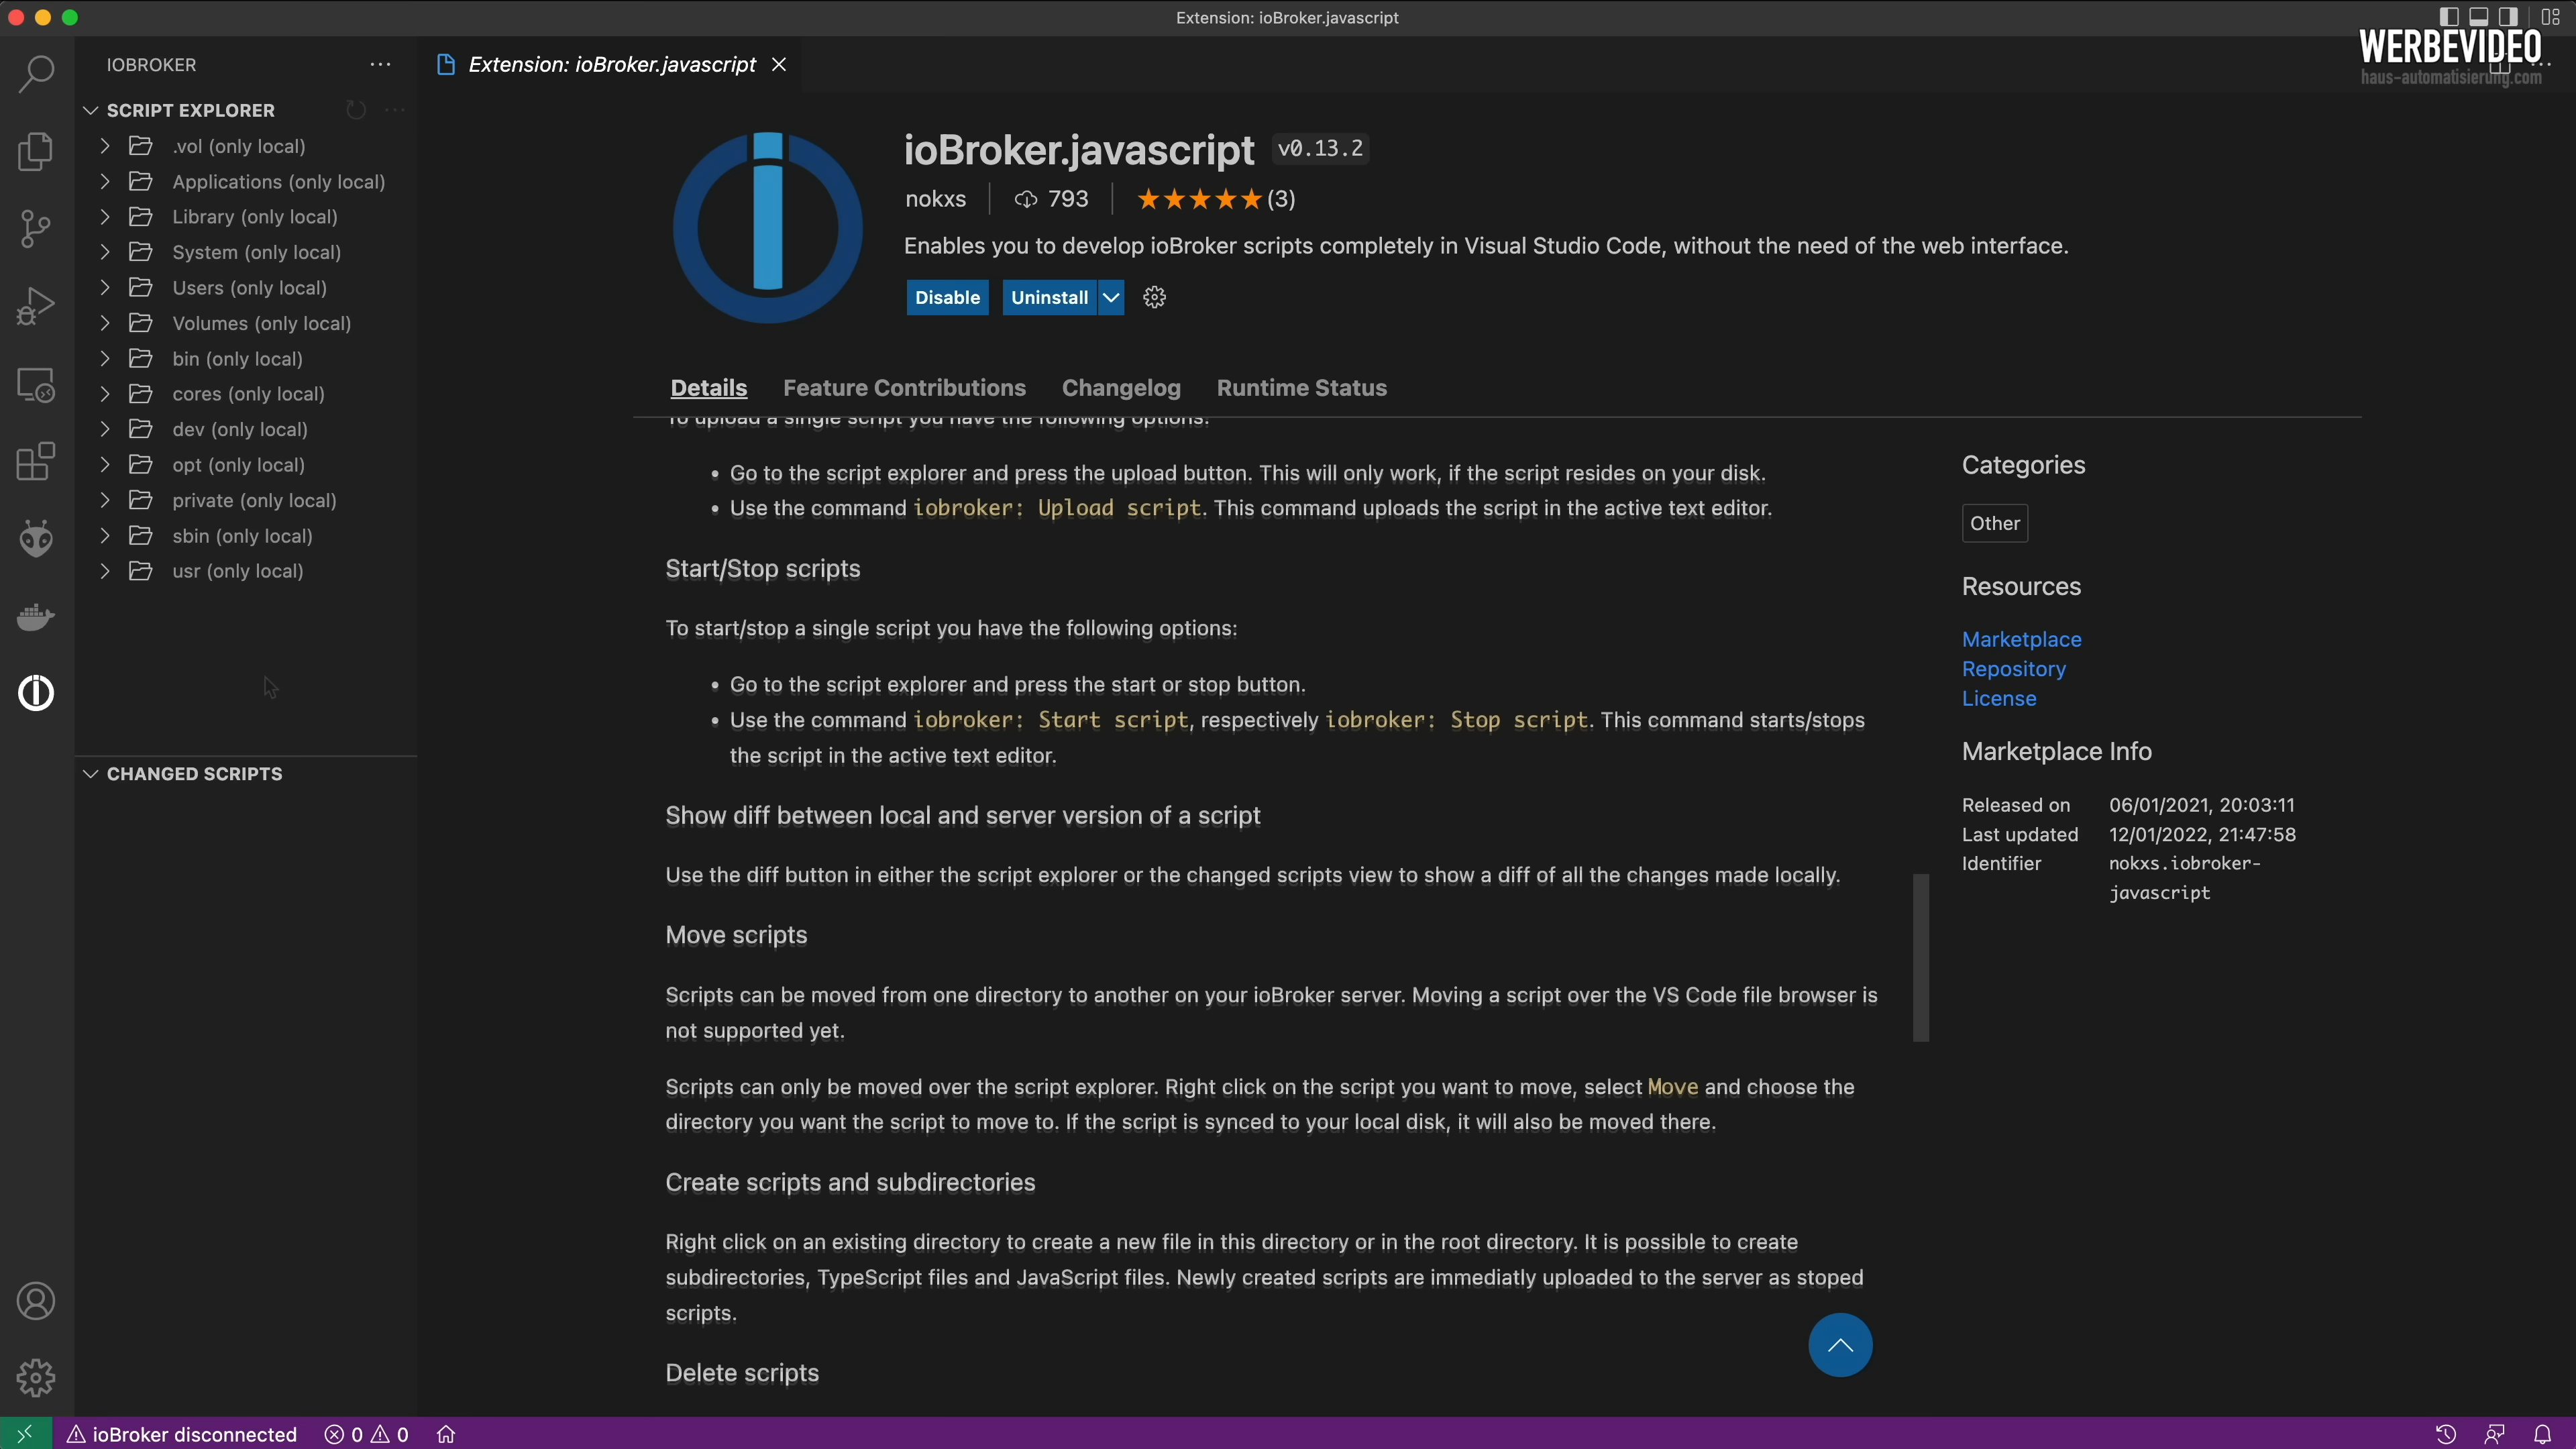 Extension: ioBroker.javascript
WERBEVIDEO
haus-automatisierung.com
IOBROKER
Extension: ioBroker.javascript
SCRIPT EXPLORER
.vol (only local)
Applications (only local)
Library (only local)
System (only local)
Users (only local)
Volumes (only local)
bin (only local)
cores (only local)
dev (only local)
opt (only local)
private (only local)
sbin (only local)
usr (only local)
CHANGED SCRIPTS
ioBroker.javascript v0.13.2
nokxs 793 (3)
Enables you to develop ioBroker scripts completely in Visual Studio Code, without the need of the web interface.
Disable Uninstall
Details Feature Contributions Changelog Runtime Status
To upload a single script you have the following options:
• Go to the script explorer and press the upload button. This will only work, if the script resides on your disk.
• Use the command iobroker: Upload script. This command uploads the script in the active text editor.
Start/Stop scripts
To start/stop a single script you have the following options:
• Go to the script explorer and press the start or stop button.
• Use the command iobroker: Start script, respectively iobroker: Stop script. This command starts/stops
the script in the active text editor.
Show diff between local and server version of a script
Use the diff button in either the script explorer or the changed scripts view to show a diff of all the changes made locally.
Move scripts
Scripts can be moved from one directory to another on your ioBroker server. Moving a script over the VS Code file browser is
not supported yet.
Scripts can only be moved over the script explorer. Right click on the script you want to move, select Move and choose the
directory you want the script to move to. If the script is synced to your local disk, it will also be moved there.
Create scripts and subdirectories
Right click on an existing directory to create a new file in this directory or in the root directory. It is possible to create
subdirectories, TypeScript files and JavaScript files. Newly created scripts are immediatly uploaded to the server as stoped
scripts.
Delete scripts
Categories
Other
Resources
Marketplace
Repository
License
Marketplace Info
Released on 06/01/2021, 20:03:11
Last updated 12/01/2022, 21:47:58
Identifier nokxs.iobroker-
javascript
ioBroker disconnected 0 0